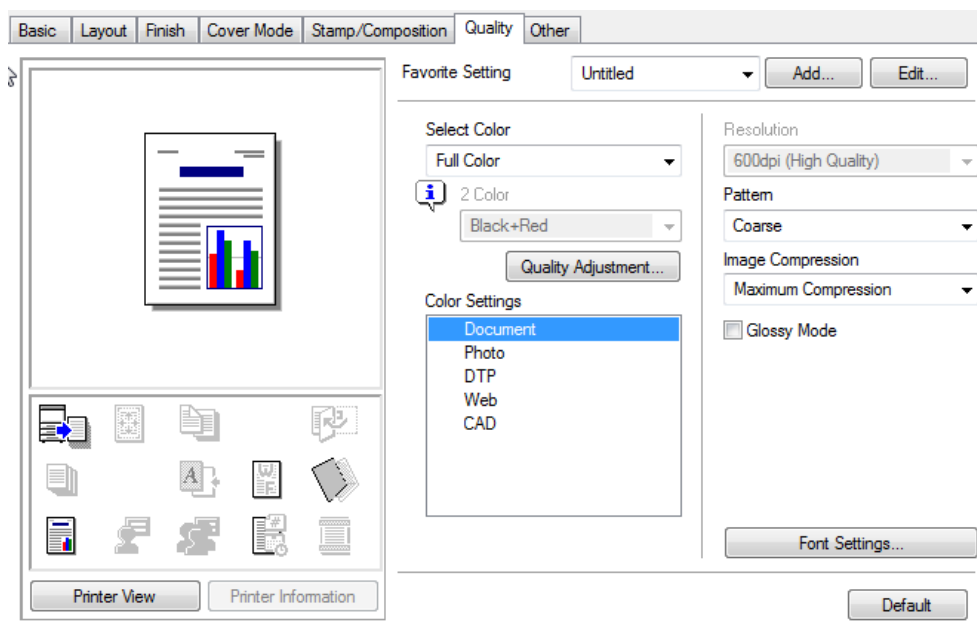 Basic Layout Finish Cover Mode Stamp/Composition Quality Other
Favorite Setting Untitled Add... Edit...
Select Color
Full Color
2 Color
Black+Red
Quality Adjustment...
Color Settings
Document
Photo
DTP
Web
CAD
Resolution
600dpi (High Quality)
Pattern
Coarse
Image Compression
Maximum Compression
Glossy Mode
Font Settings...
Printer View Printer Information
Default